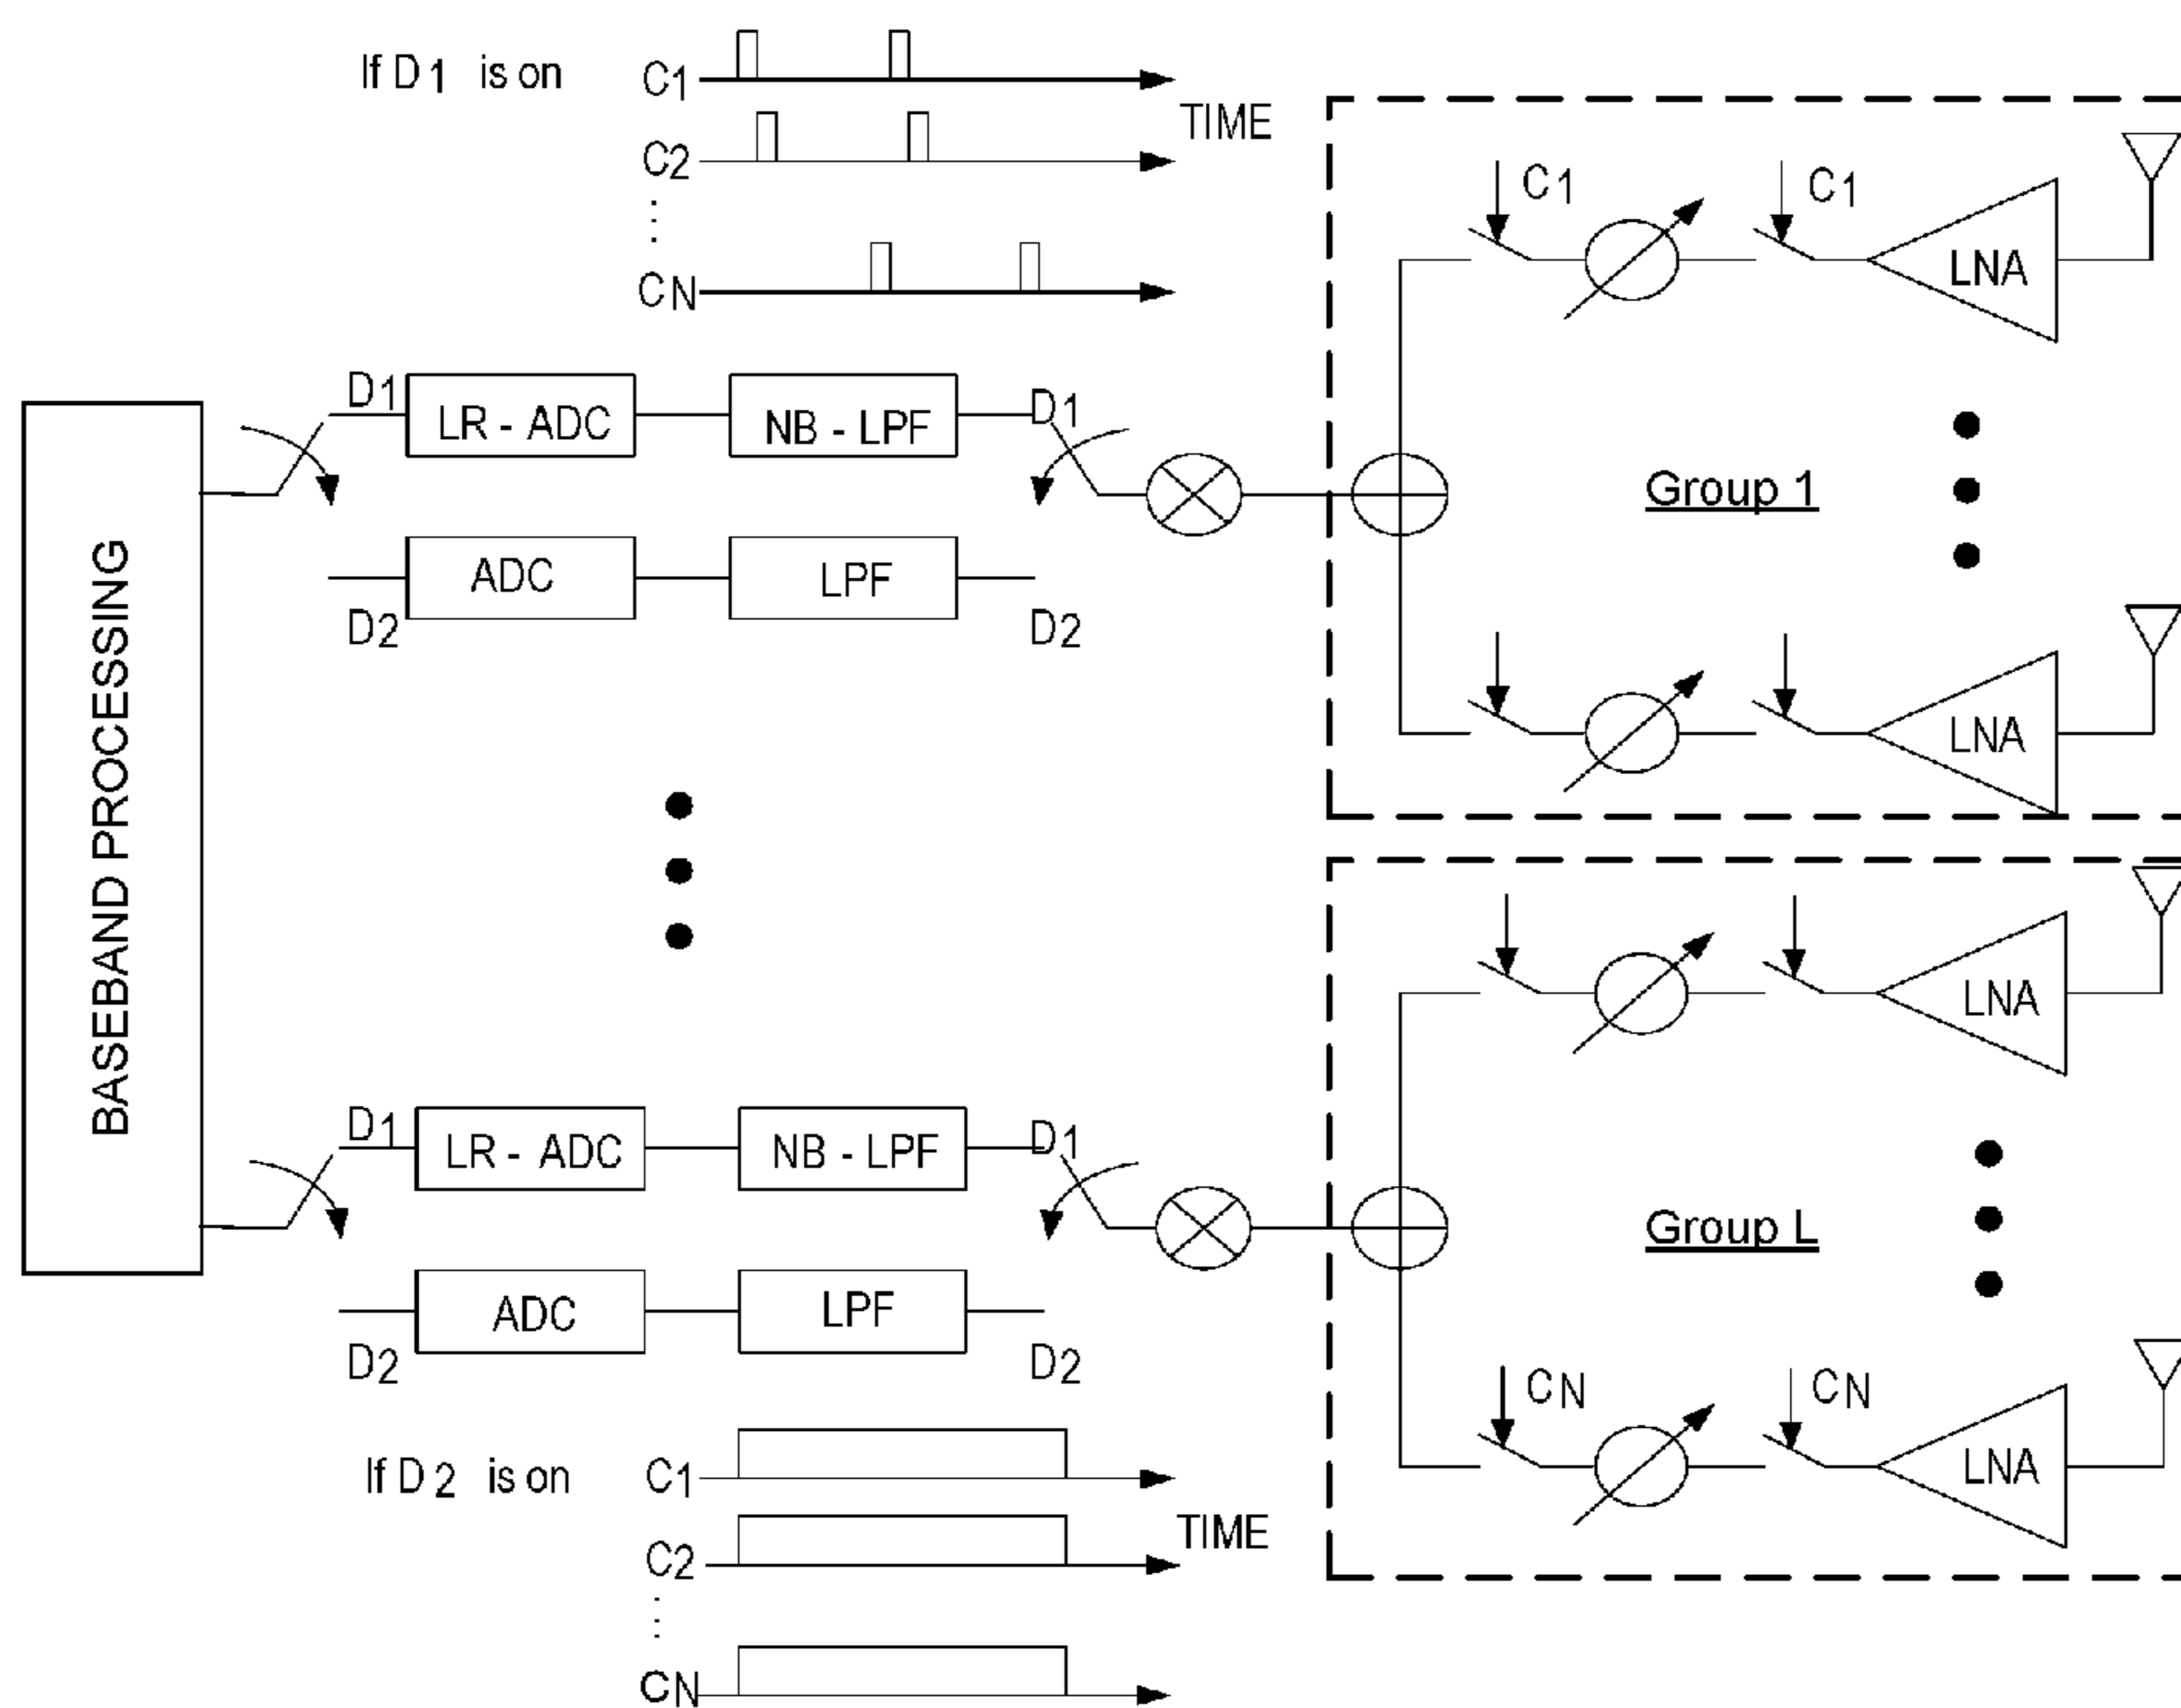 If D1 is on
C1
TIME
C2
CN
C1
C1
LNA
D1
LR - ADC
NB - LPF
D1
Group 1
ADC
LPF
D2
D2
LNA
BASEBAND PROCESSING
LNA
D1
LR - ADC
NB - LPF
D1
Group L
ADC
LPF
D2
D2
CN
CN
LNA
If D2 is on
C1
TIME
C2
CN